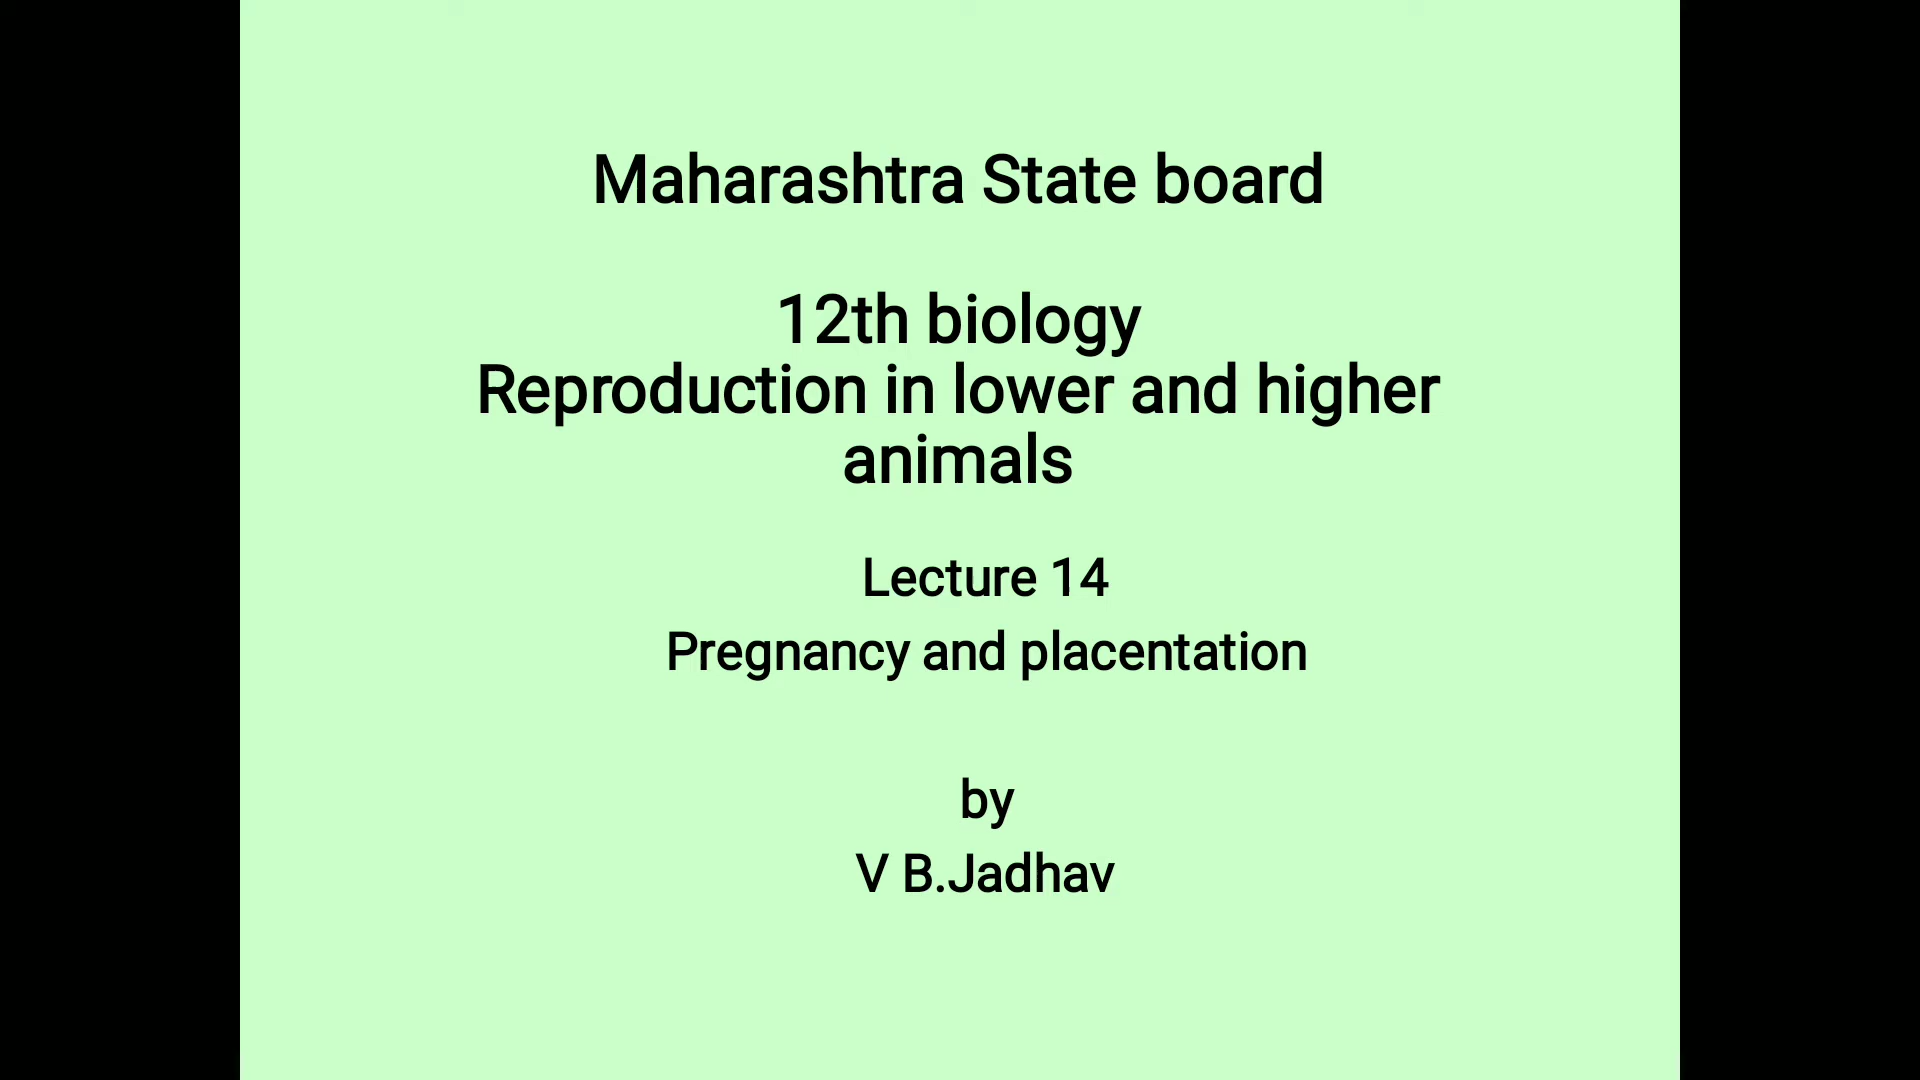 Maharashtra State board
12th biology
Reproduction in lower and higher
animals
Lecture 14
Pregnancy and placentation
by
V B.Jadhav